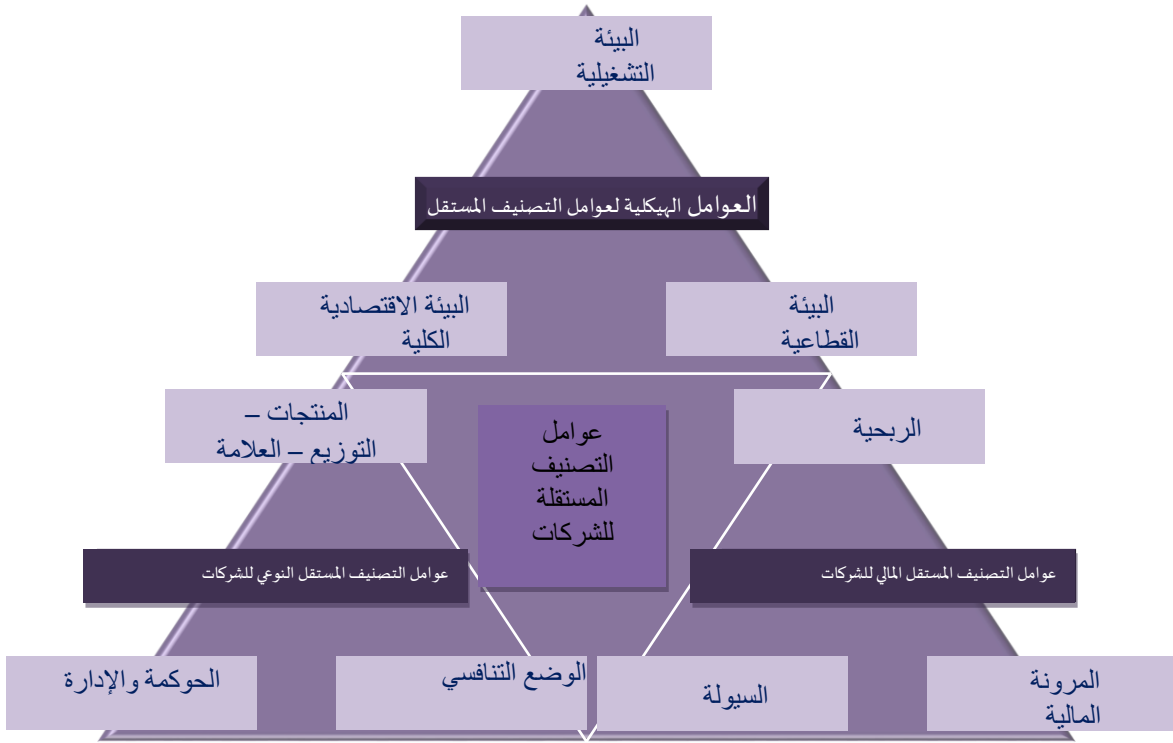 البيئة
التشغيلية
العوامل الهيكلية لعوامل التصنيف المستقل
البيئة
القطاعية
البيئة الاقتصادية
الكلية
الربحية
عوامل
التصنيف
المستقلة
للشركات
المنتجات –
التوزيع – العلامة
عوامل التصنيف المستقل المالي للشركات
عوامل التصنيف المستقل النوعي للشركات
المرونة
المالية
السيولة
الوضع التنافسي
الحوكمة والإدارة